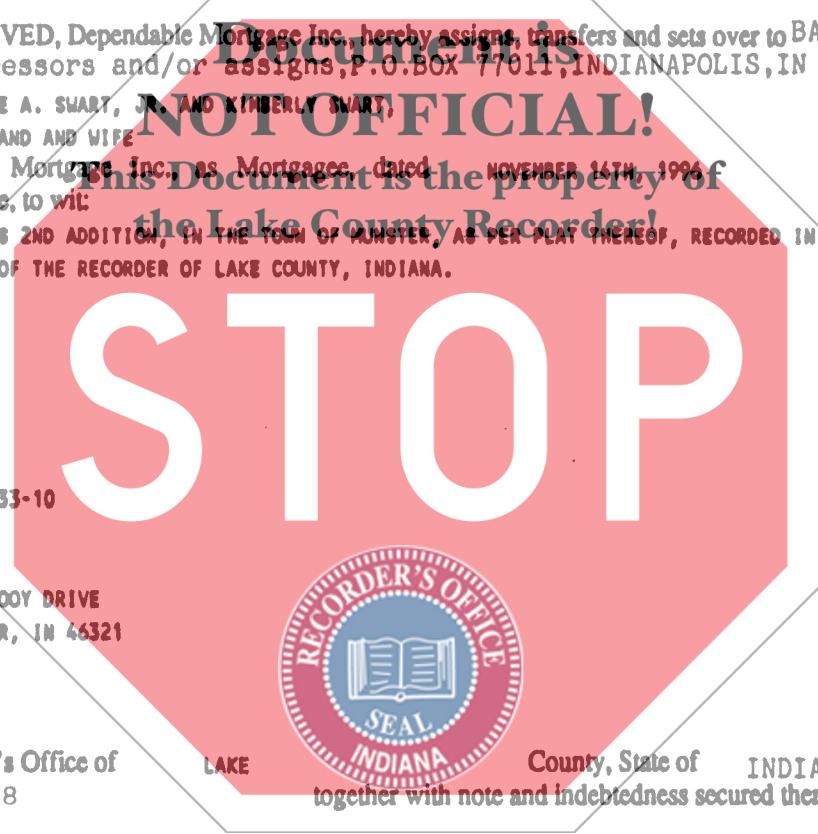 VED, Dependable Mortgage Inc., hereby assigns, transfers and sets over to BA
Document is
essors and/or assigns,P.O.BOX 77011,INDIANAPOLIS,IN
E A. SWART, JR. AND KIMBERLY SWART,
NOT OFFICIAL!
AND AND WIFE
Mortgage Inc., as Mortgagee, dated NOVEMBER 14TH, 1996
This Document is the property of
e, to wit:
the Lake County Recorder!
S 2ND ADDITION, IN THE TOWN OF MUNSTER, AS PER PLAT THEREOF, RECORDED IN
OF THE RECORDER OF LAKE COUNTY, INDIANA.
STOP
33-10
RECORDER'S OFFICE
SEAL
INDIANA
DRIVE
R, IN 46321
's Office of LAKE County, State of INDIA
8 together with note and indebtedness secured ther